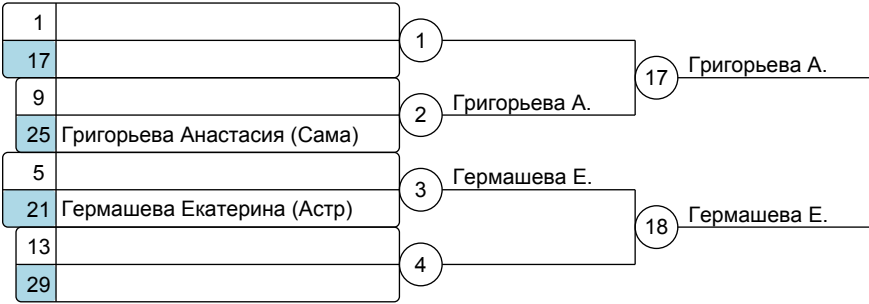 1
1
17
17
Григорьева А.
9
2
Григорьева А.
25 Григорьева Анастасия (Сама)
5
3
Гермашева Е.
21 Гермашева Екатерина (Астр)
18
Гермашева Е.
13
4
29